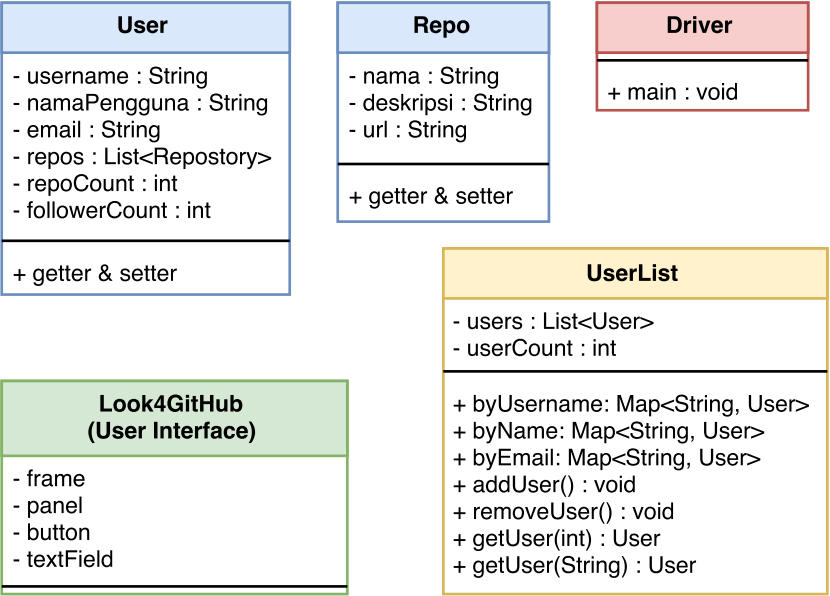 User
- username : String
- namaPengguna : String
- email : String
- repos : List<Repostory>
- repoCount : int
- followerCount : int
+ getter & setter
Repo
- nama : String
- deskripsi : String
- url : String
+ getter & setter
Driver
+ main : void
UserList
- users : List<User>
- userCount : int
+ byUsername: Map<String, User>
+ byName: Map<String, User>
+ byEmail: Map<String, User>
+ addUser() : void
+ removeUser() : void
+ getUser(int) : User
+ getUser(String) : User
Look4GitHub
(User Interface)
- frame
- panel
- button
- textField